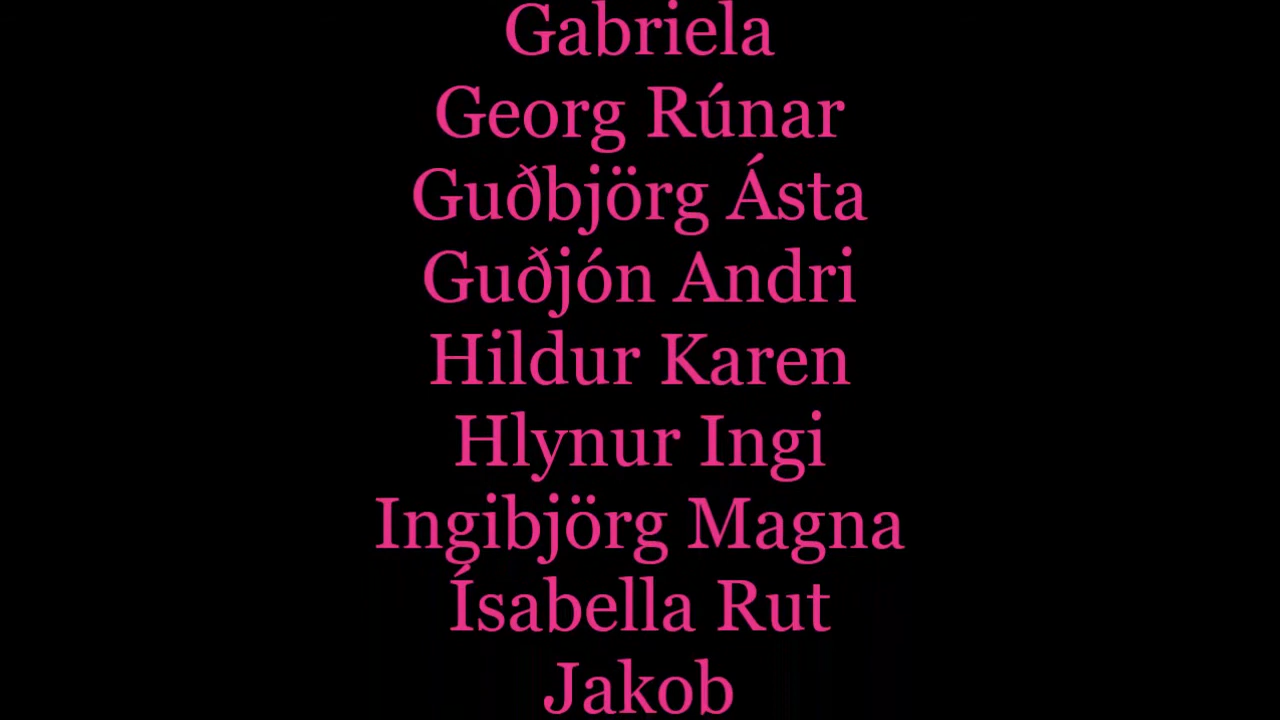 Gabriela
Georg Rúnar
Guðbjörg Ásta
Guðjón Andri
Hildur Karen
Hlynur Ingi
Ingibjörg Magna
Ísabella Rut
Jakob